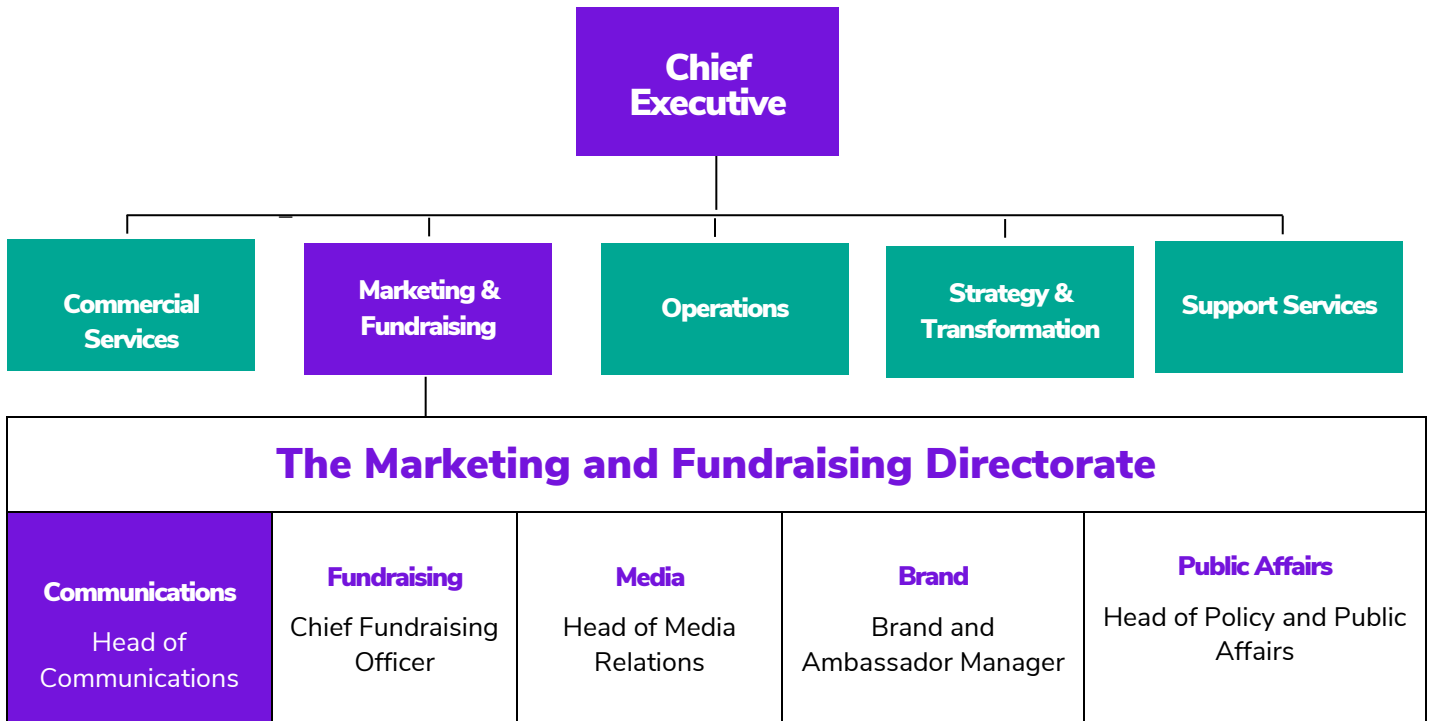 Chief
Executive
Commercial
Services
Marketing &
Fundraising
Operations
Strategy &
Transformation
Support Services
The Marketing and Fundraising Directorate
Communications
Head of
Communications
Fundraising
Chief Fundraising
Officer
Media
Head of Media
Relations
Brand
Brand and
Ambassador Manager
Public Affairs
Head of Policy and Public
Affairs